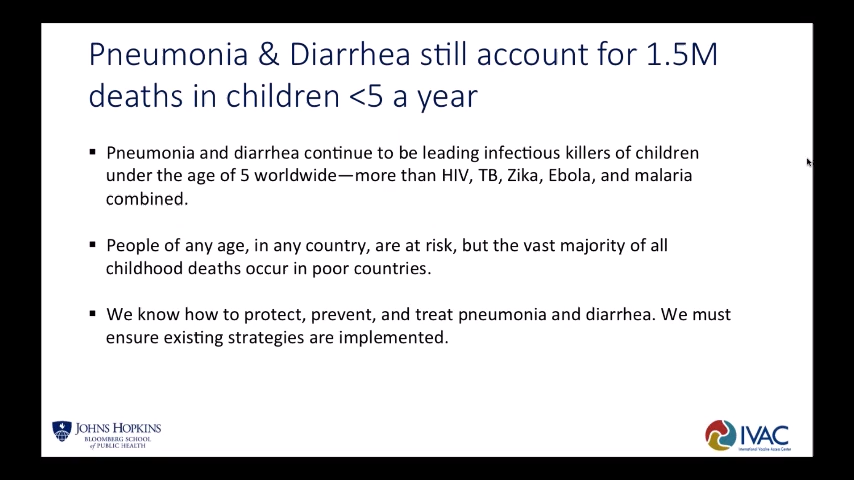 Pneumonia & Diarrhea still account for 1.5M
deaths in children <5 a year
▪ Pneumonia and diarrhea continue to be leading infectious killers of children
under the age of 5 worldwide—more than HIV, TB, Zika, Ebola, and malaria
combined.
▪ People of any age, in any country, are at risk, but the vast majority of all
childhood deaths occur in poor countries.
▪ We know how to protect, prevent, and treat pneumonia and diarrhea. We must
ensure existing strategies are implemented.
JOHNS HOPKINS
BLOOMBERG SCHOOL
of PUBLIC HEALTH
IVAC
International Vaccine Access Center